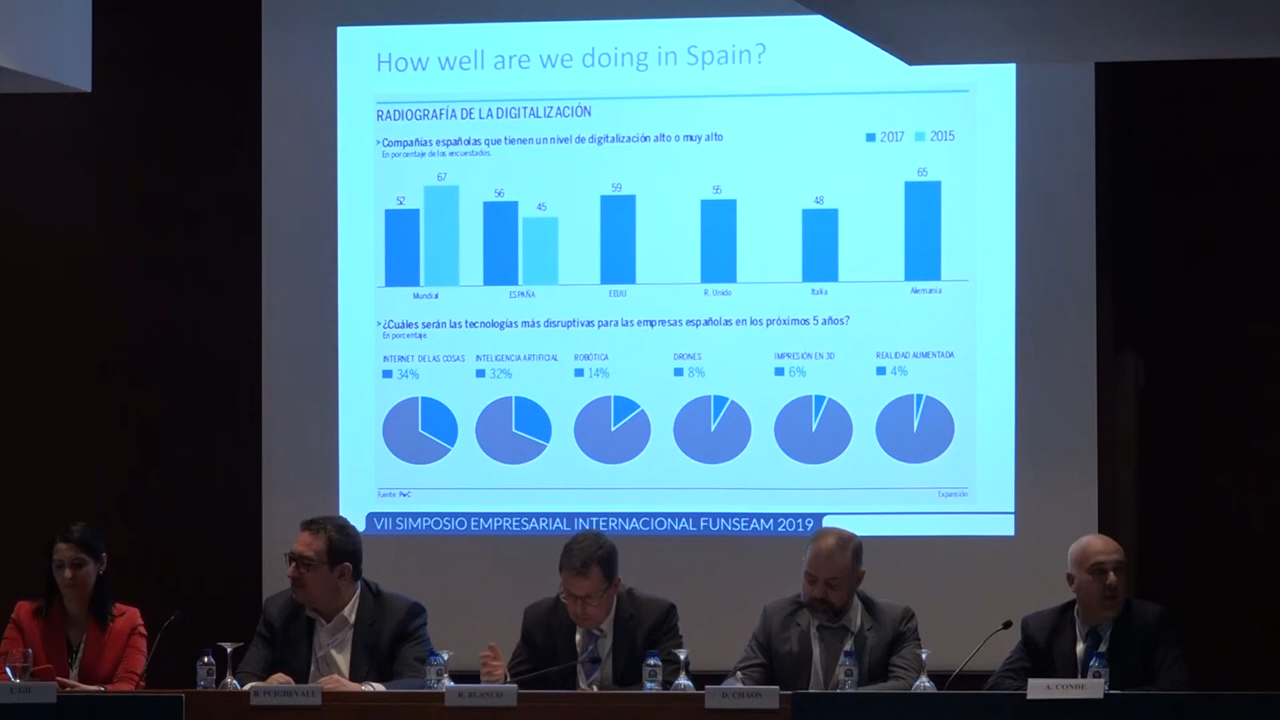 How well are we doing in Spain?
RADIOGRAFÍA DE LA DIGITALIZACIÓN
> Compañías españolas que tienen un nivel de digitalización alto o muy alto
En porcentaje de los encuestados.
2017 2015
52 67 56 45 59 55 48 65
Mundial ESPAÑA EEUU R. Unido Italia Alemania
> ¿Cuáles serán las tecnologías más disruptivas para las empresas españolas en los próximos 5 años?
En porcentaje.
INTERNET DE LAS COSAS INTELIGENCIA ARTIFICIAL ROBÓTICA DRONES IMPRESIÓN EN 3D REALIDAD AUMENTADA
34% 32% 14% 8% 6% 4%
Fuente: PwC Expansión
VII SIMPOSIO EMPRESARIAL INTERNACIONAL FUNSEAM 2019
E. GIL B. PUIGDEVALL R. BLANCO D. CHAOS A. CONDE